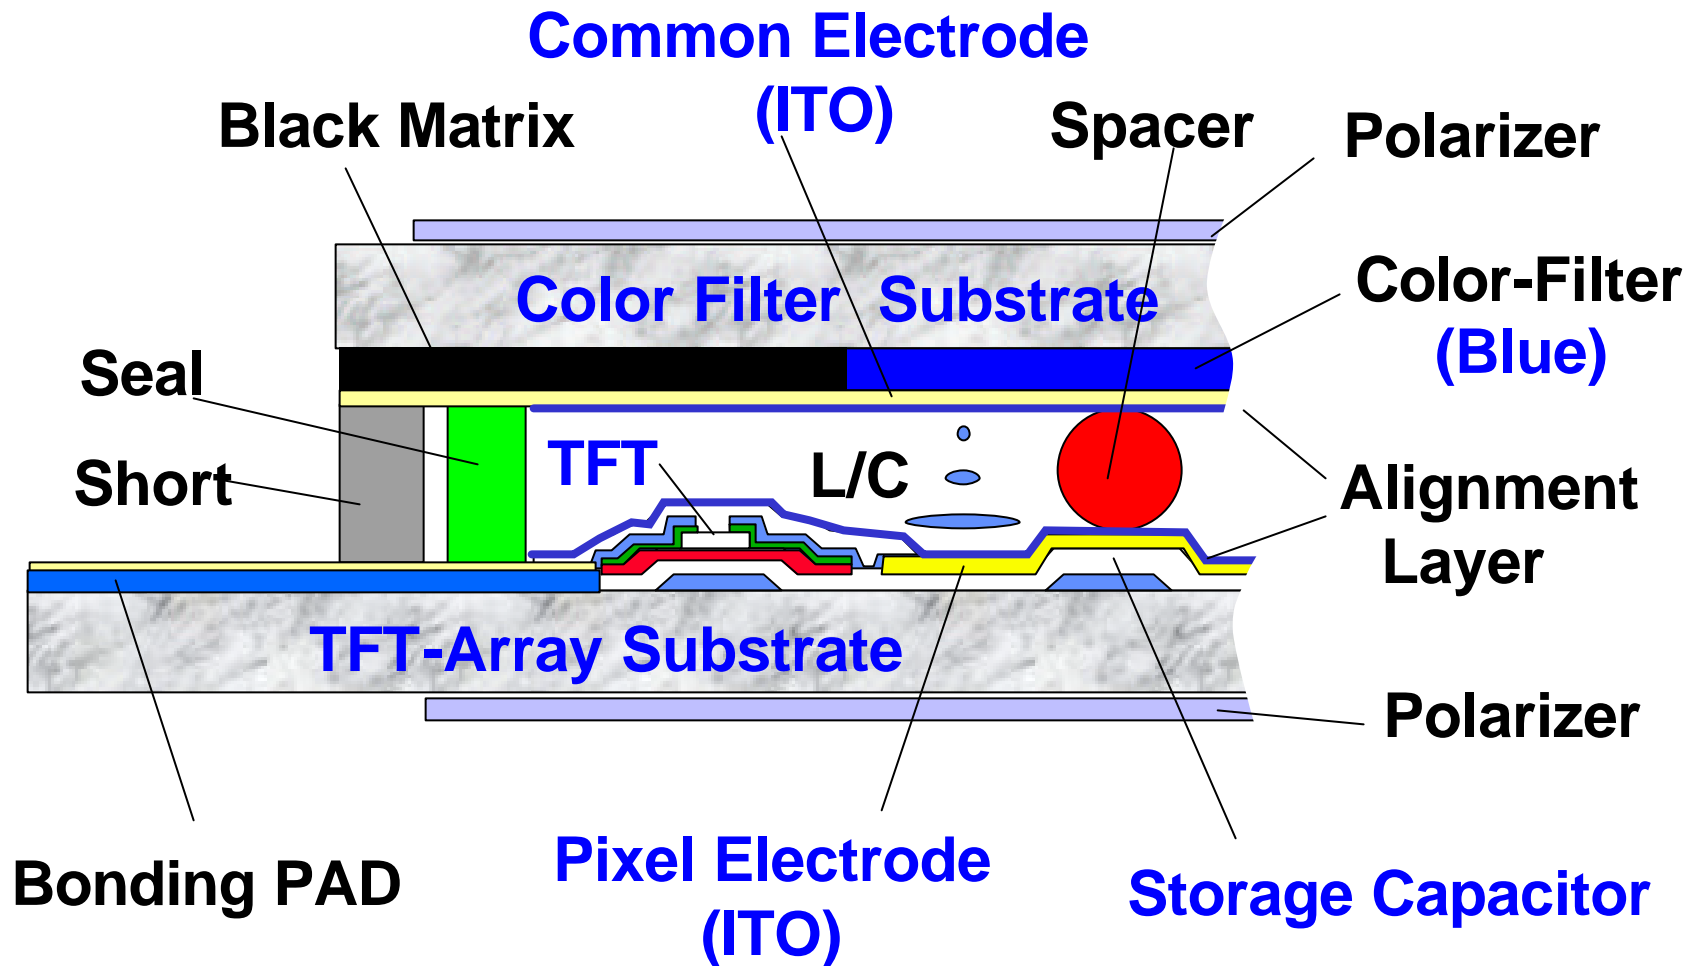 Common Electrode
(ITO)
Black Matrix
Spacer
Polarizer
Color Filter Substrate
Color-Filter
(Blue)
Seal
TFT
L/C
Short
Alignment
Layer
TFT-Array Substrate
Polarizer
Pixel Electrode
(ITO)
Bonding PAD
Storage Capacitor